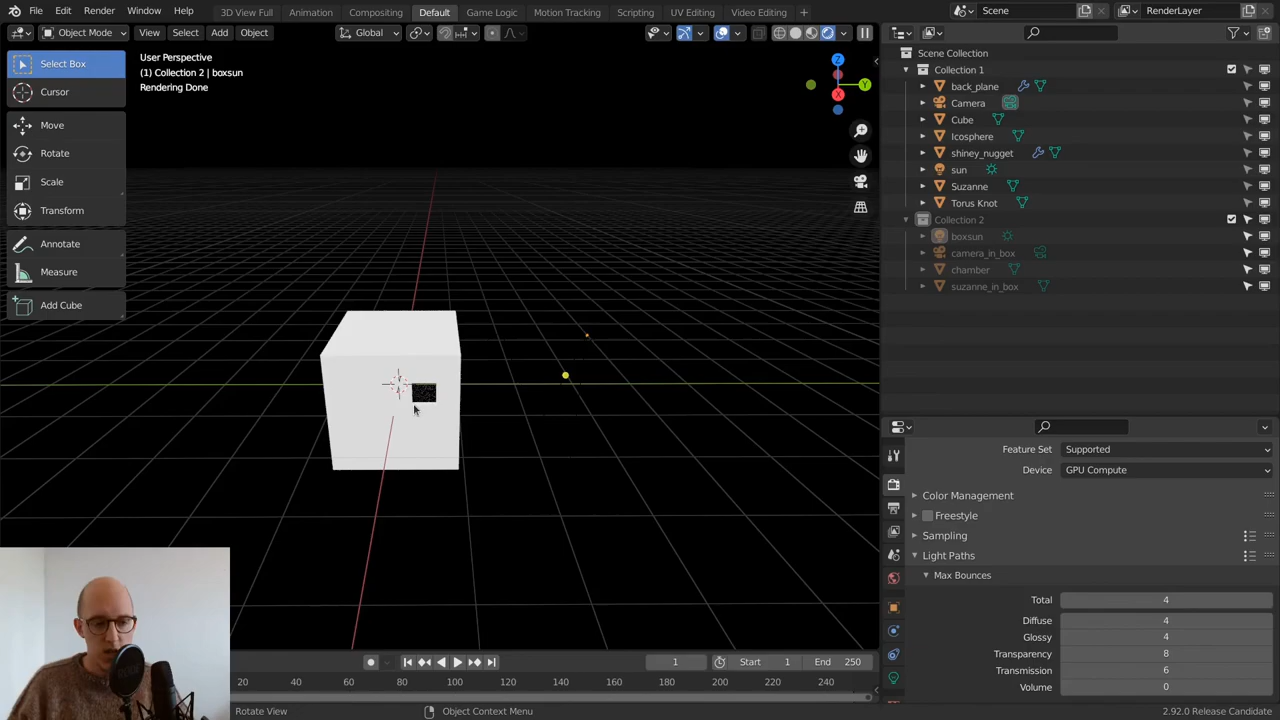 File Edit Render Window Help 3D View Full Animation Compositing Default Game Logic Motion Tracking Scripting UV Editing Video Editing + Scene RenderLayer
Object Mode View Select Add Object Global
Select Box
Cursor
Move
Rotate
Scale
Transform
Annotate
Measure
Add Cube
User Perspective
(1) Collection 2 | boxsun
Rendering Done
Z
Y
X
Scene Collection
Collection 1
back_plane
Camera
Cube
Icosphere
shiney_nugget
sun
Suzanne
Torus Knot
Collection 2
boxsun
camera_in_box
chamber
suzanne_in_box
Feature Set Supported
Device GPU Compute
Color Management
Freestyle
Sampling
Light Paths
Max Bounces
Total 4
Diffuse 4
Glossy 4
Transparency 8
Transmission 6
Volume 0
1 Start 1 End 250
20 40 60 80 100 120 140 160 180 200 220 240
Rotate View Object Context Menu 2.92.0 Release Candidate